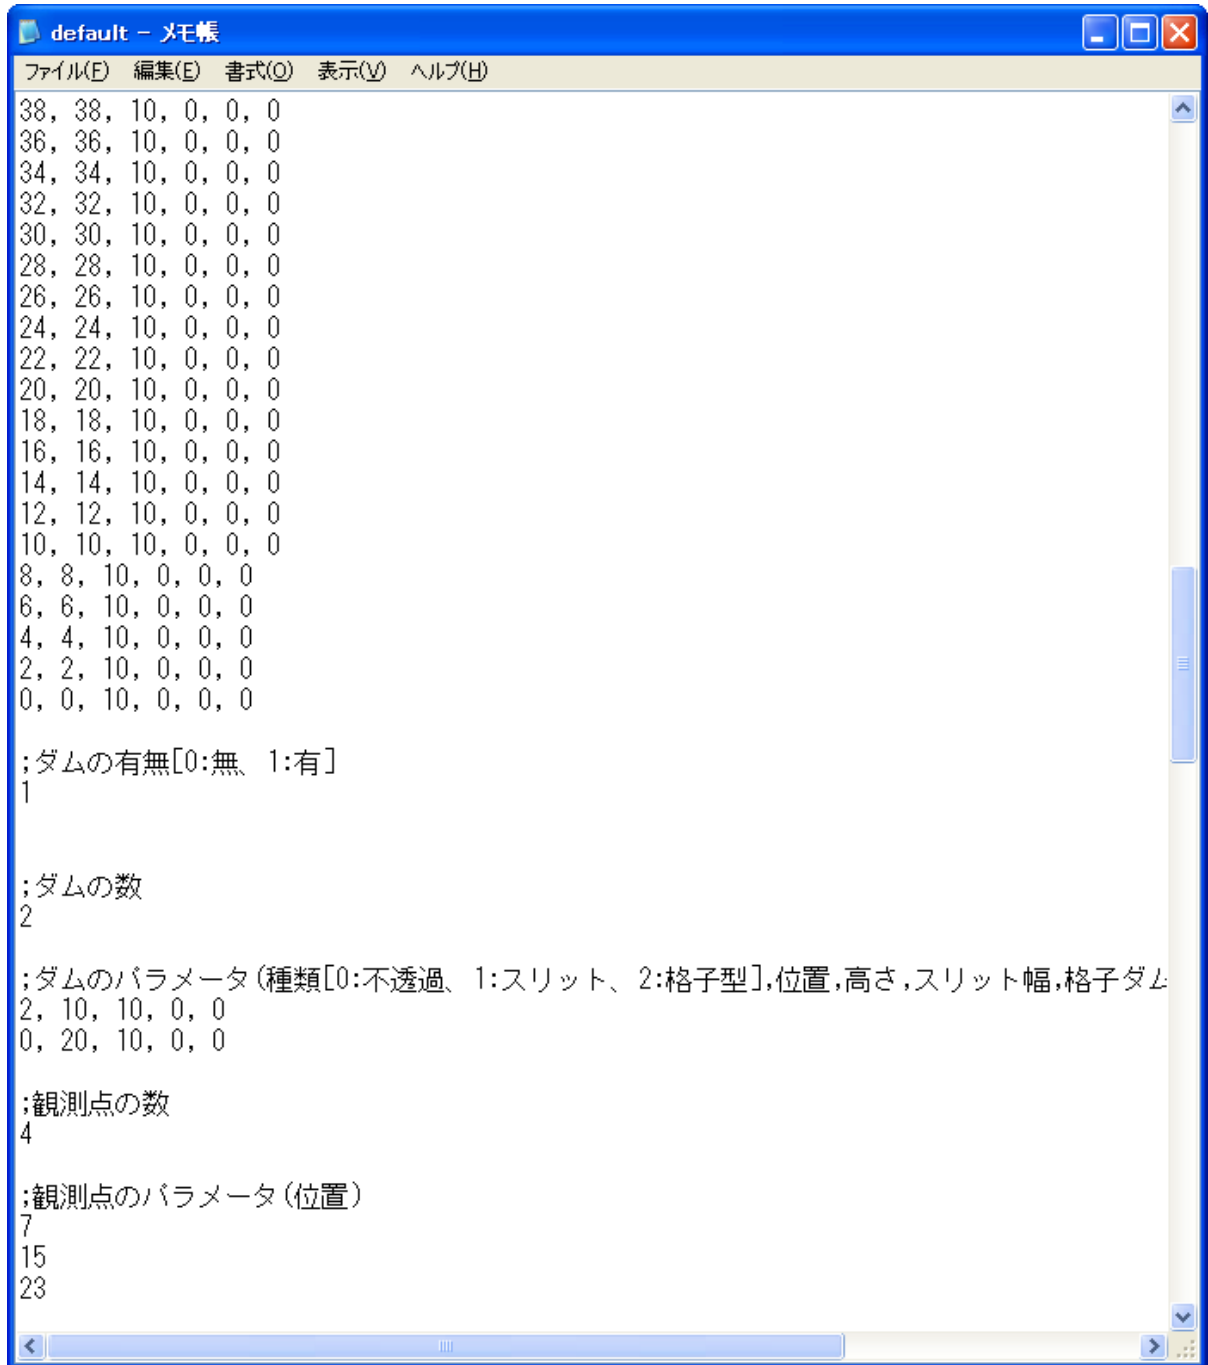 default - メモ帳
ファイル(F) 編集(E) 書式(O) 表示(V) ヘルプ(H)
38, 38, 10, 0, 0, 0
36, 36, 10, 0, 0, 0
34, 34, 10, 0, 0, 0
32, 32, 10, 0, 0, 0
30, 30, 10, 0, 0, 0
28, 28, 10, 0, 0, 0
26, 26, 10, 0, 0, 0
24, 24, 10, 0, 0, 0
22, 22, 10, 0, 0, 0
20, 20, 10, 0, 0, 0
18, 18, 10, 0, 0, 0
16, 16, 10, 0, 0, 0
14, 14, 10, 0, 0, 0
12, 12, 10, 0, 0, 0
10, 10, 10, 0, 0, 0
8, 8, 10, 0, 0, 0
6, 6, 10, 0, 0, 0
4, 4, 10, 0, 0, 0
2, 2, 10, 0, 0, 0
0, 0, 10, 0, 0, 0
;ダムの有無[0:無、1:有]
1
;ダムの数
2
;ダムのパラメータ(種類[0:不透過、1:スリット、2:格子型],位置,高さ,スリット幅,格子ダム
2, 10, 10, 0, 0
0, 20, 10, 0, 0
;観測点の数
4
;観測点のパラメータ(位置)
7
15
23